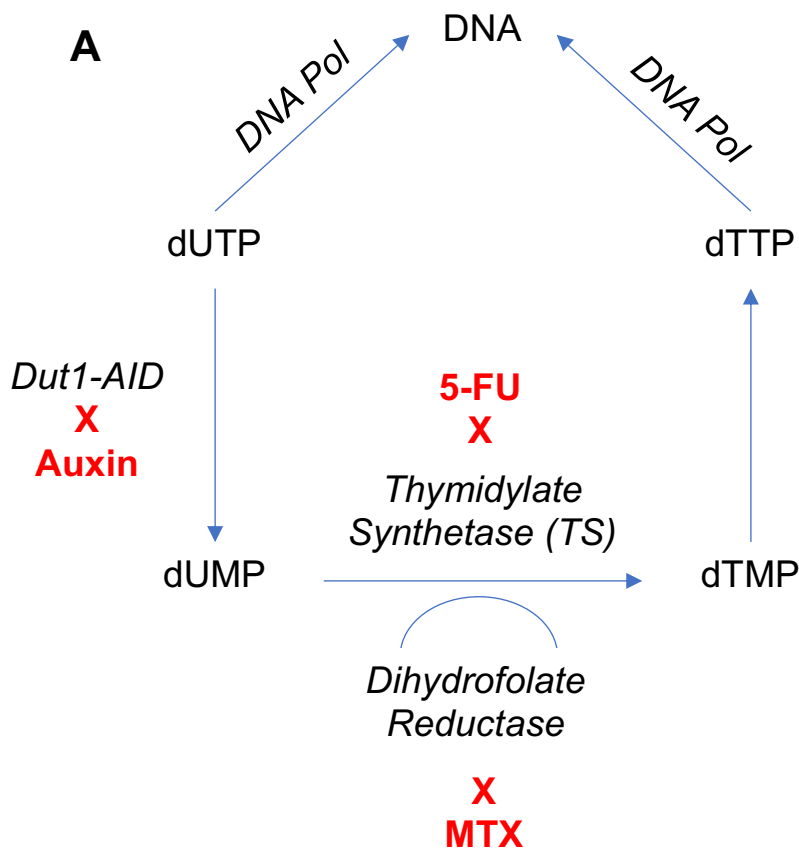 A
DNA
DNA Pol
DNA Pol
dUTP
dTTP
Dut1-AID
X
Auxin
5-FU
X
Thymidylate
Synthetase (TS)
dUMP
dTMP
Dihydrofolate
Reductase
X
MTX